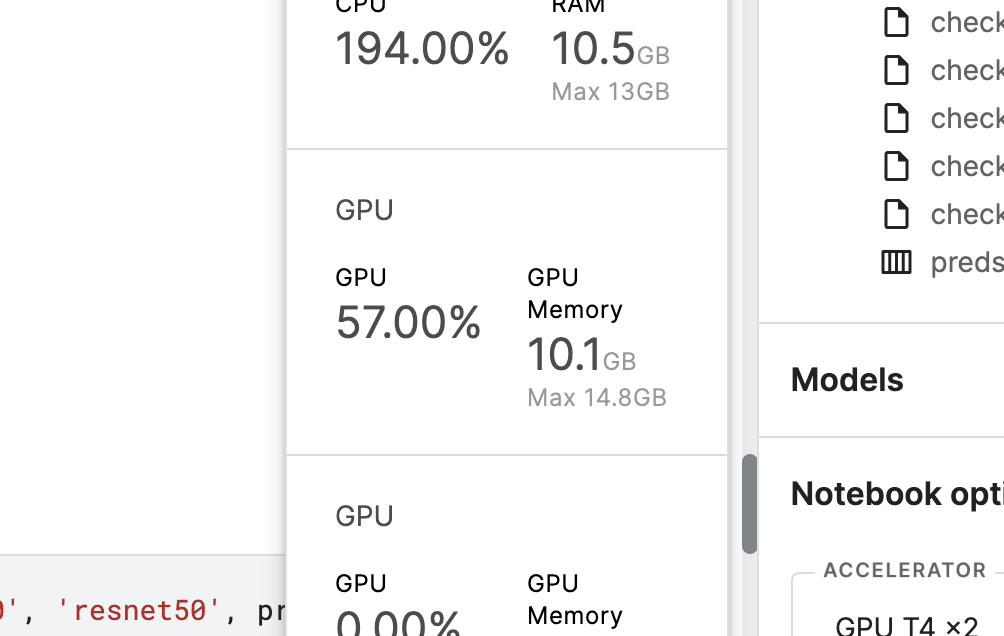 CPU
RAM
194.00%
10.5GB
Max 13GB
GPU
GPU
57.00%
GPU
Memory
10.1GB
Max 14.8GB
GPU
GPU
0.00%
GPU
Memory
', 'resnet50', pr
check
check
check
check
check
preds
Models
Notebook opti
ACCELERATOR
GPU T4 ×2